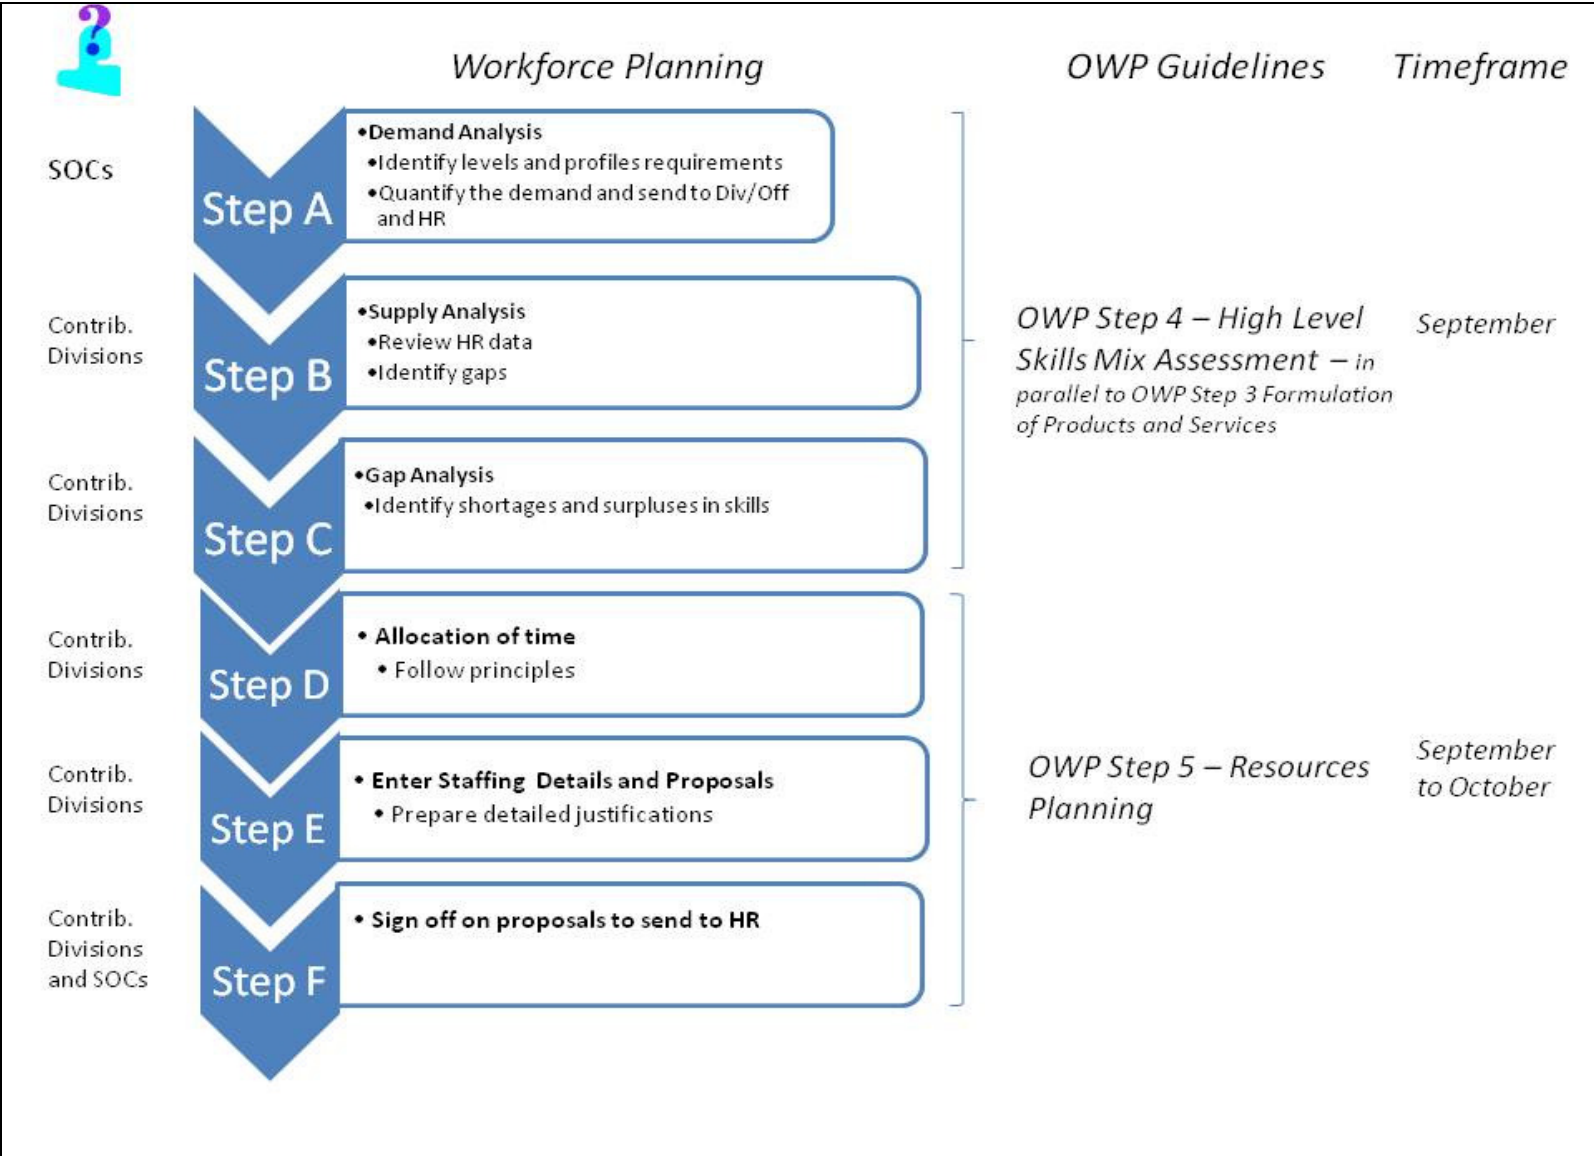 ?
Workforce Planning
OWP Guidelines
Timeframe
SOCs
Step A
•Demand Analysis
•Identify levels and profiles requirements
•Quantify the demand and send to Div/Off
and HR
Contrib.
Divisions
Step B
•Supply Analysis
•Review HR data
•Identify gaps
Contrib.
Divisions
Step C
•Gap Analysis
•Identify shortages and surpluses in skills
OWP Step 4 – High Level
Skills Mix Assessment – in
parallel to OWP Step 3 Formulation
of Products and Services
September
Contrib.
Divisions
Step D
• Allocation of time
• Follow principles
Contrib.
Divisions
Step E
• Enter Staffing Details and Proposals
• Prepare detailed justifications
Contrib.
Divisions
and SOCs
Step F
• Sign off on proposals to send to HR
OWP Step 5 – Resources
Planning
September
to October